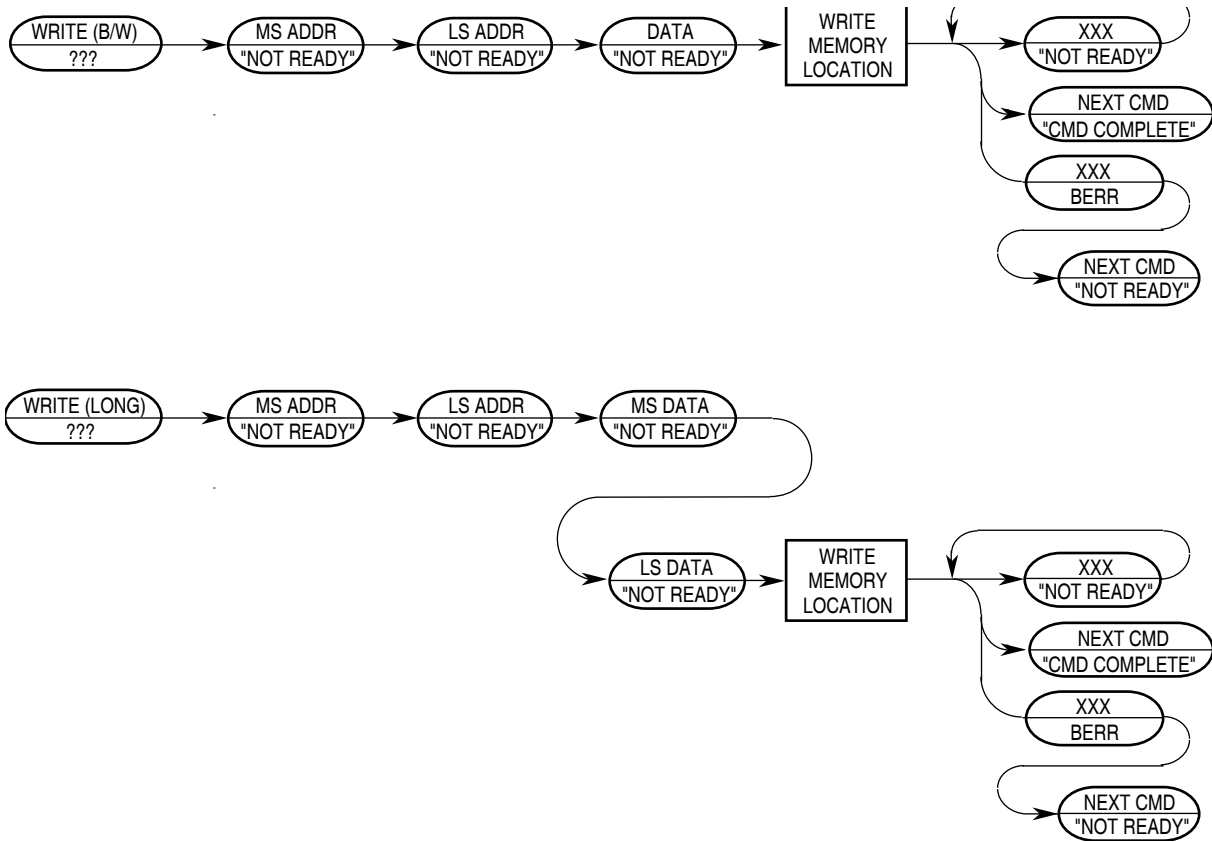 WRITE (B/W)
???
MS ADDR
"NOT READY"
LS ADDR
"NOT READY"
DATA
"NOT READY"
WRITE
MEMORY
LOCATION
XXX
"NOT READY"
NEXT CMD
"CMD COMPLETE"
XXX
BERR
NEXT CMD
"NOT READY"
WRITE (LONG)
???
MS ADDR
"NOT READY"
LS ADDR
"NOT READY"
MS DATA
"NOT READY"
LS DATA
"NOT READY"
WRITE
MEMORY
LOCATION
XXX
"NOT READY"
NEXT CMD
"CMD COMPLETE"
XXX
BERR
NEXT CMD
"NOT READY"